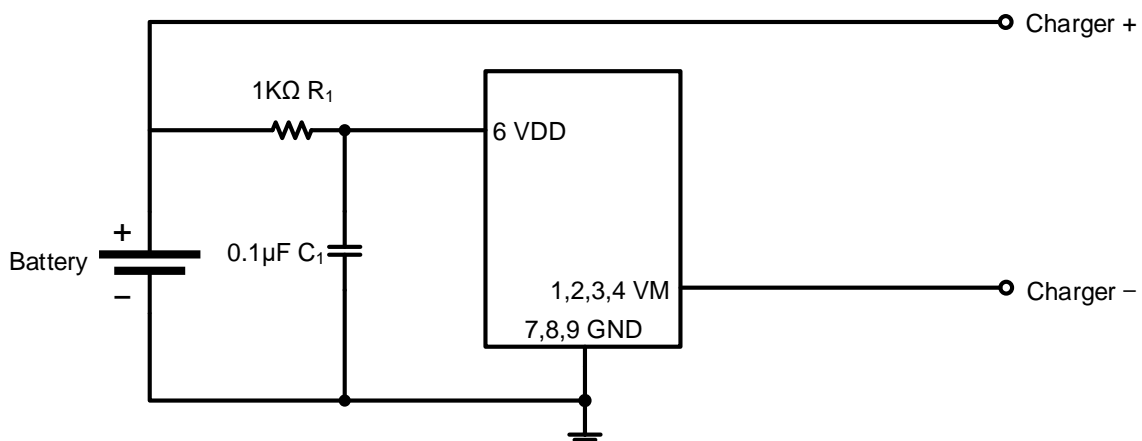 Charger +
1KΩ R₁
6 VDD
+
Battery
0.1µF C₁
−
1,2,3,4 VM
Charger −
7,8,9 GND